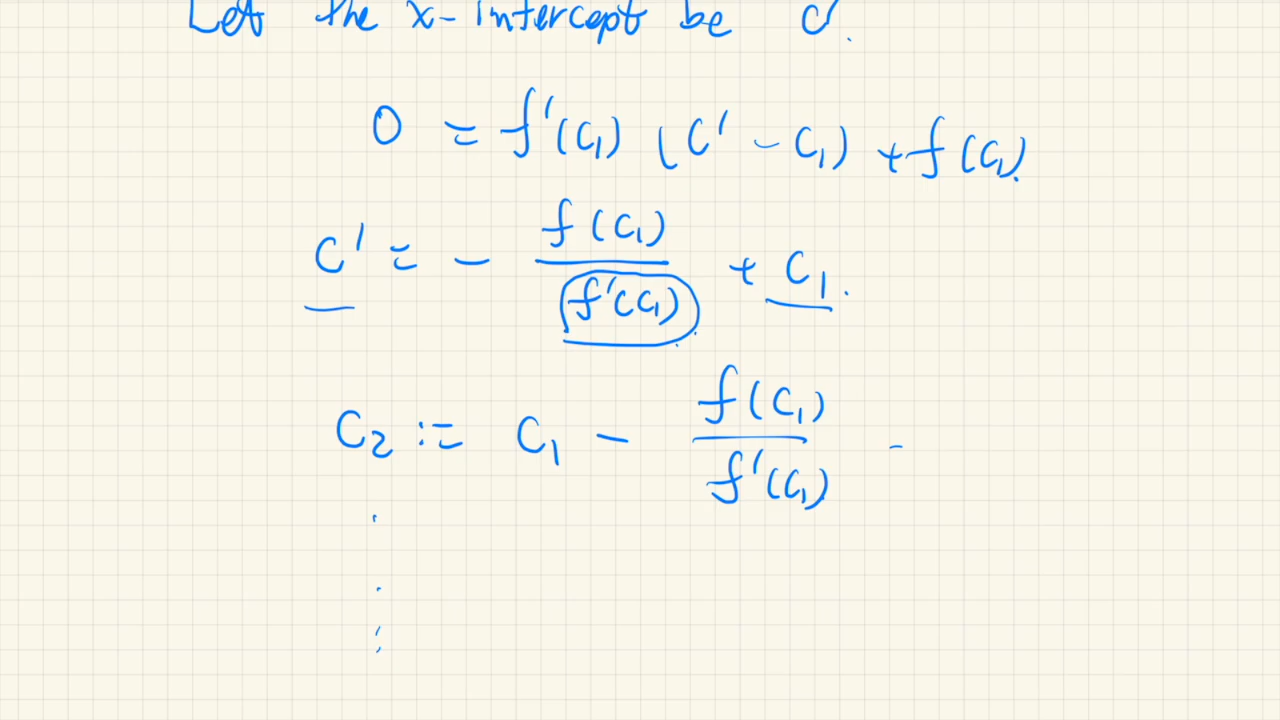 Let the x-intercept be c'.
0 = f'(c₁) (c' - c₁) + f(c₁).
c' = - f(c₁) / f'(c₁) + c₁.
c₂ := c₁ - f(c₁) / f'(c₁)